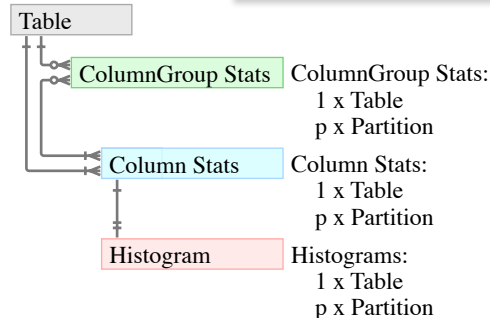 Table
ColumnGroup Stats
ColumnGroup Stats:
1 x Table
p x Partition
Column Stats
Column Stats:
1 x Table
p x Partition
Histogram
Histograms:
1 x Table
p x Partition